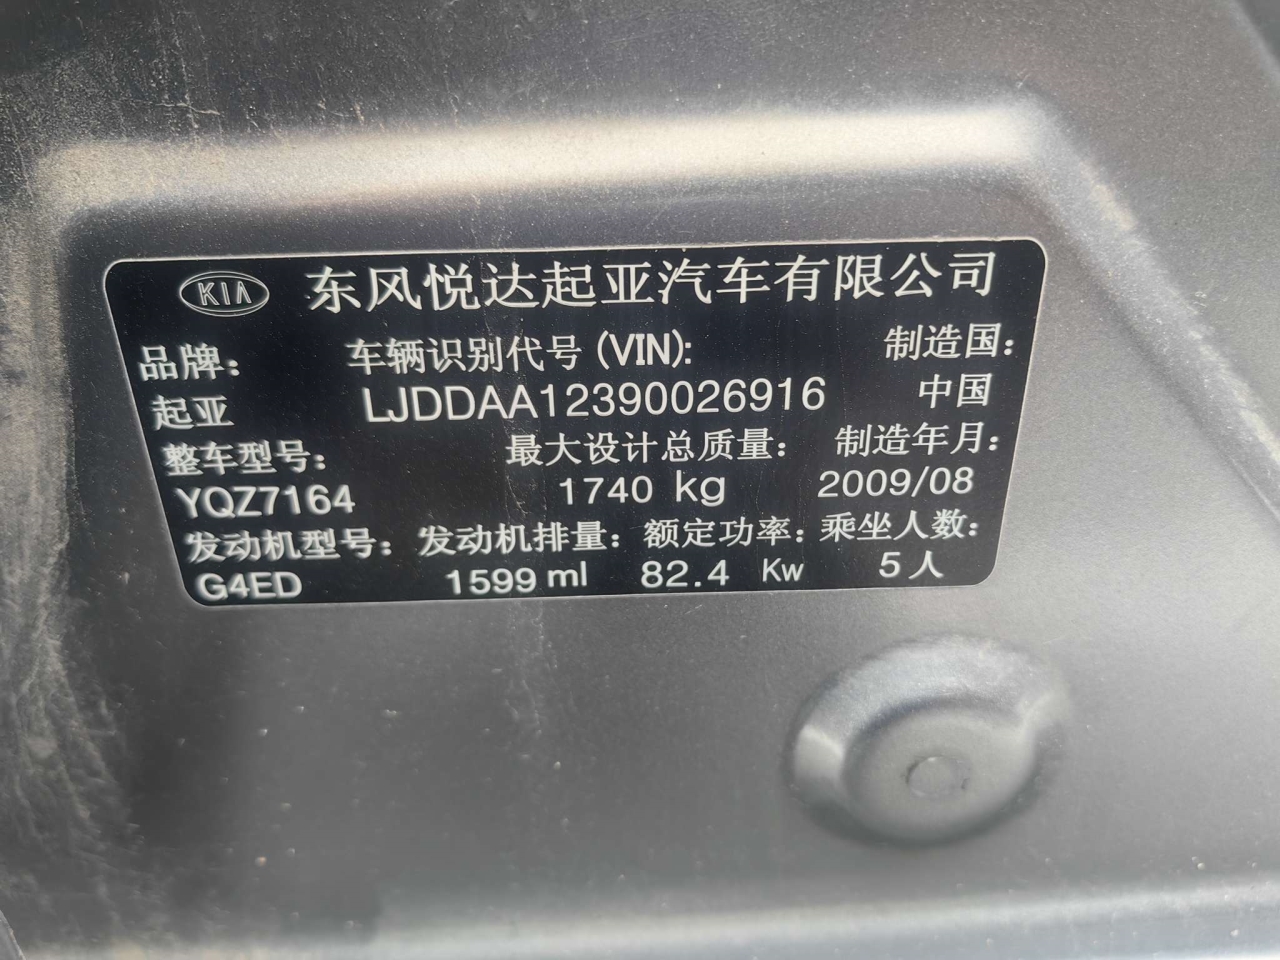 KIA 东风悦达起亚汽车有限公司
品牌: 车辆识别代号(VIN): 制造国:
起亚 LJDDAA12390026916 中国
整车型号: 最大设计总质量: 制造年月:
YQZ7164 1740 kg 2009/08
发动机型号: 发动机排量: 额定功率: 乘坐人数:
G4ED 1599 ml 82.4 Kw 5人